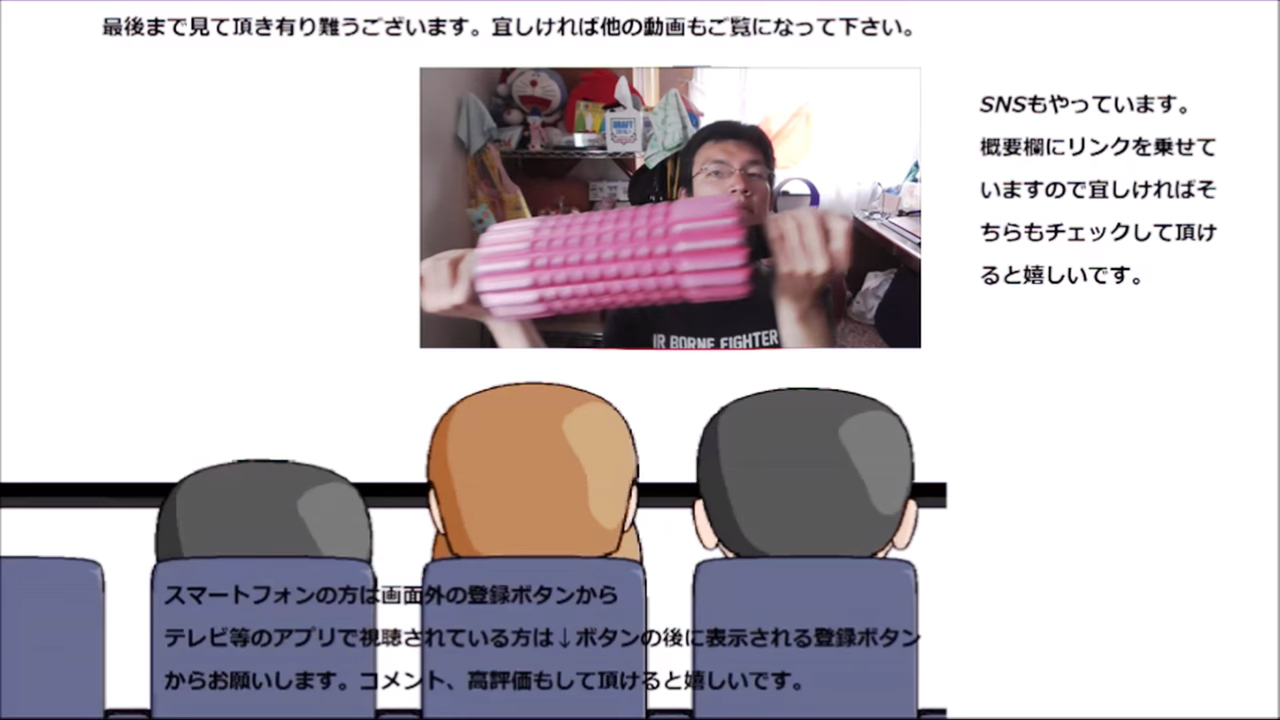 最後まで見て頂き有り難うございます。宜しければ他の動画もご覧になって下さい。
SNSもやっています。
概要欄にリンクを乗せて
いますので宜しければそ
ちらもチェックして頂け
ると嬉しいです。
IR BORNE FIGHTER
スマートフォンの方は画面外の登録ボタンから
テレビ等のアプリで視聴されている方は↓ボタンの後に表示される登録ボタン
からお願いします。コメント、高評価もして頂けると嬉しいです。